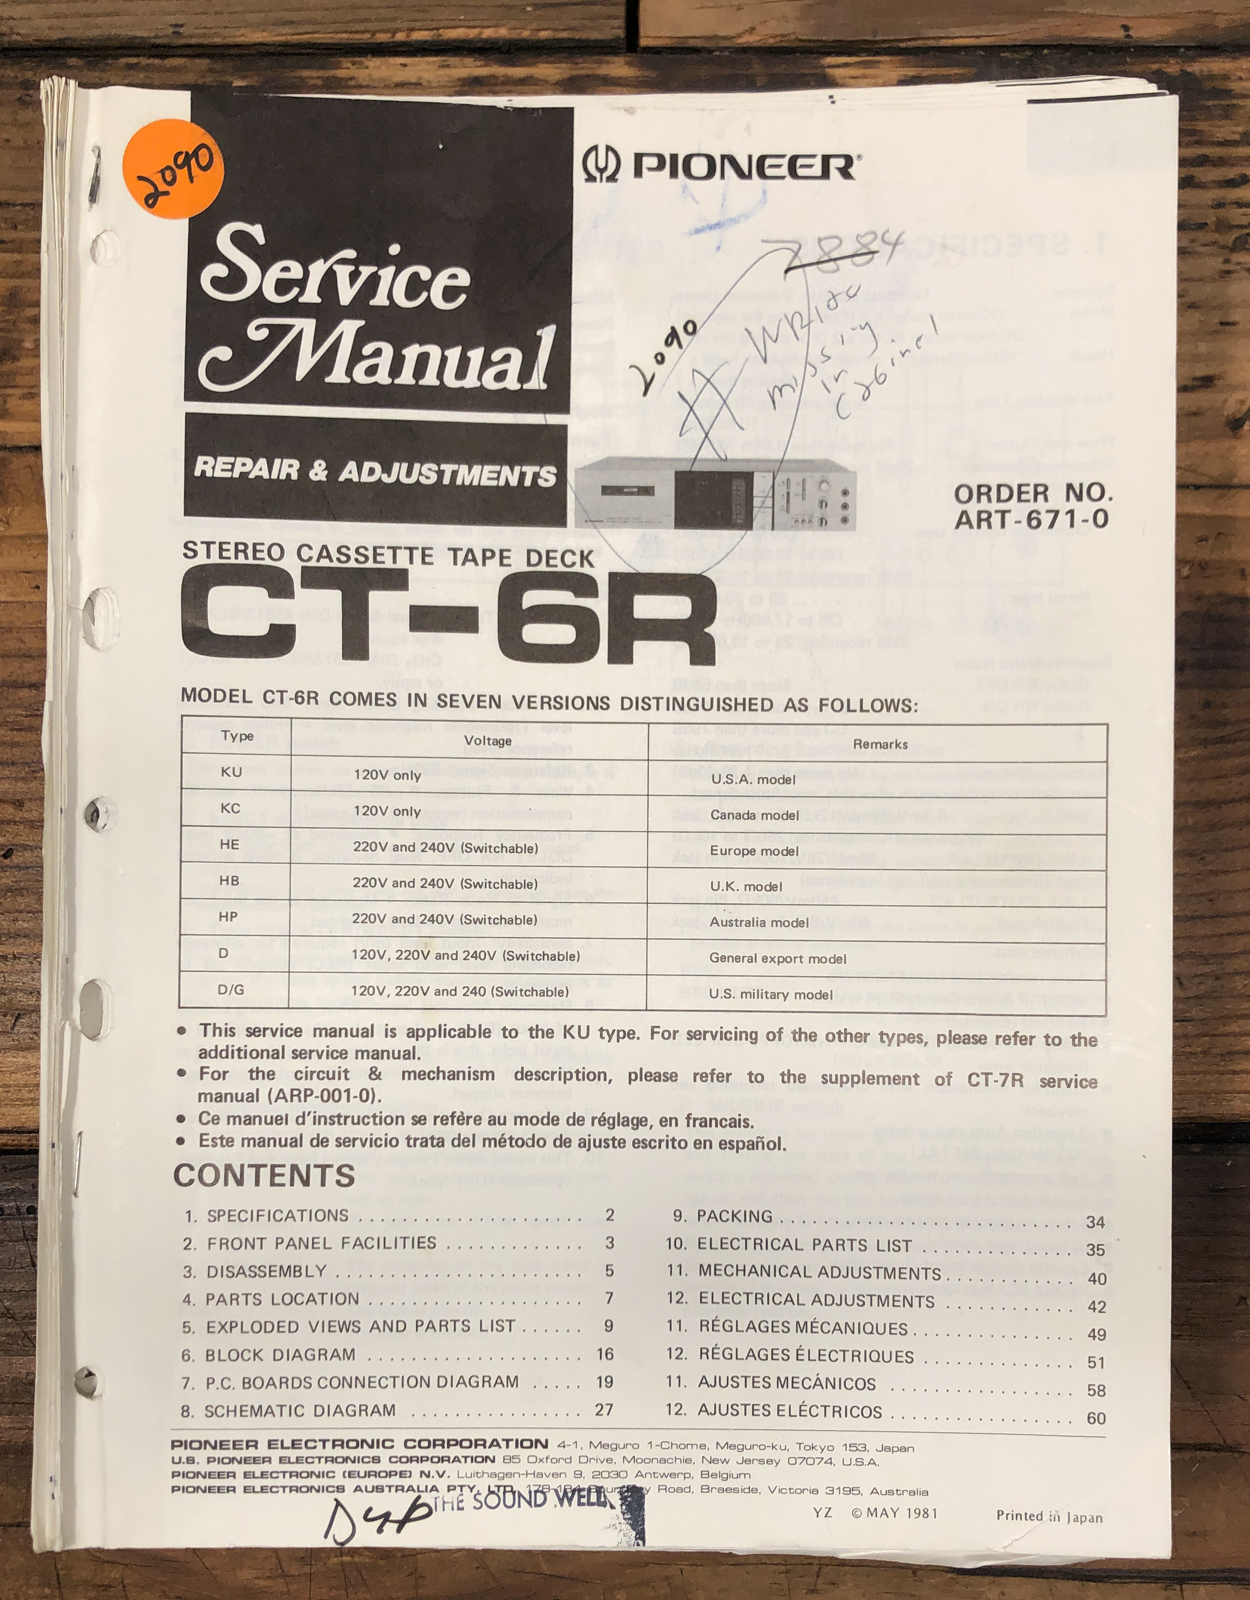 2090
PIONEER
Service
Manual
REPAIR & ADJUSTMENTS
7884
2090
WRite
missing
in
ORDER NO.
ART-671-0
STEREO CASSETTE TAPE DECK
CT-6R
MODEL CT-6R COMES IN SEVEN VERSIONS DISTINGUISHED AS FOLLOWS:
Type Voltage Remarks
KU 120V only U.S.A. model
KC 120V only Canada model
HE 220V and 240V (Switchable) Europe model
HB 220V and 240V (Switchable) U.K. model
HP 220V and 240V (Switchable) Australia model
D 120V, 220V and 240V (Switchable) General export model
D/G 120V, 220V and 240 (Switchable) U.S. military model
• This service manual is applicable to the KU type. For servicing of the other types, please refer to the
additional service manual.
• For the circuit & mechanism description, please refer to the supplement of CT-7R service
manual (ARP-001-0).
• Ce manuel d'instruction se refère au mode de réglage, en francais.
• Este manual de servicio trata del método de ajuste escrito en español.
CONTENTS
1. SPECIFICATIONS . . . . . . . . . . . . . . . . . . . . . 2
2. FRONT PANEL FACILITIES . . . . . . . . . . . . . 3
3. DISASSEMBLY . . . . . . . . . . . . . . . . . . . . . . . 5
4. PARTS LOCATION . . . . . . . . . . . . . . . . . . . . 7
5. EXPLODED VIEWS AND PARTS LIST . . . . . . 9
6. BLOCK DIAGRAM . . . . . . . . . . . . . . . . . . . . 16
7. P.C. BOARDS CONNECTION DIAGRAM . . . . . 19
8. SCHEMATIC DIAGRAM . . . . . . . . . . . . . . . . 27
9. PACKING . . . . . . . . . . . . . . . . . . . . . . . . . . . 34
10. ELECTRICAL PARTS LIST . . . . . . . . . . . . . . 35
11. MECHANICAL ADJUSTMENTS . . . . . . . . . . . . 40
12. ELECTRICAL ADJUSTMENTS . . . . . . . . . . . . 42
11. RÉGLAGES MÉCANIQUES . . . . . . . . . . . . . . . 49
12. RÉGLAGES ÉLECTRIQUES . . . . . . . . . . . . . . 51
11. AJUSTES MECÁNICOS . . . . . . . . . . . . . . . . . 58
12. AJUSTES ELÉCTRICOS . . . . . . . . . . . . . . . . . 60
PIONEER ELECTRONIC CORPORATION 4-1, Meguro 1-Chome, Meguro-ku, Tokyo 153, Japan
U.S. PIONEER ELECTRONICS CORPORATION 85 Oxford Drive, Moonachie, New Jersey 07074, U.S.A.
PIONEER ELECTRONIC (EUROPE) N.V. Luithagen-Haven 9, 2030 Antwerp, Belgium
PIONEER ELECTRONICS AUSTRALIA PTY. LTD. 178-184 Boundary Road, Braeside, Victoria 3195, Australia
THE SOUND WELL
YZ © MAY 1981 Printed in Japan